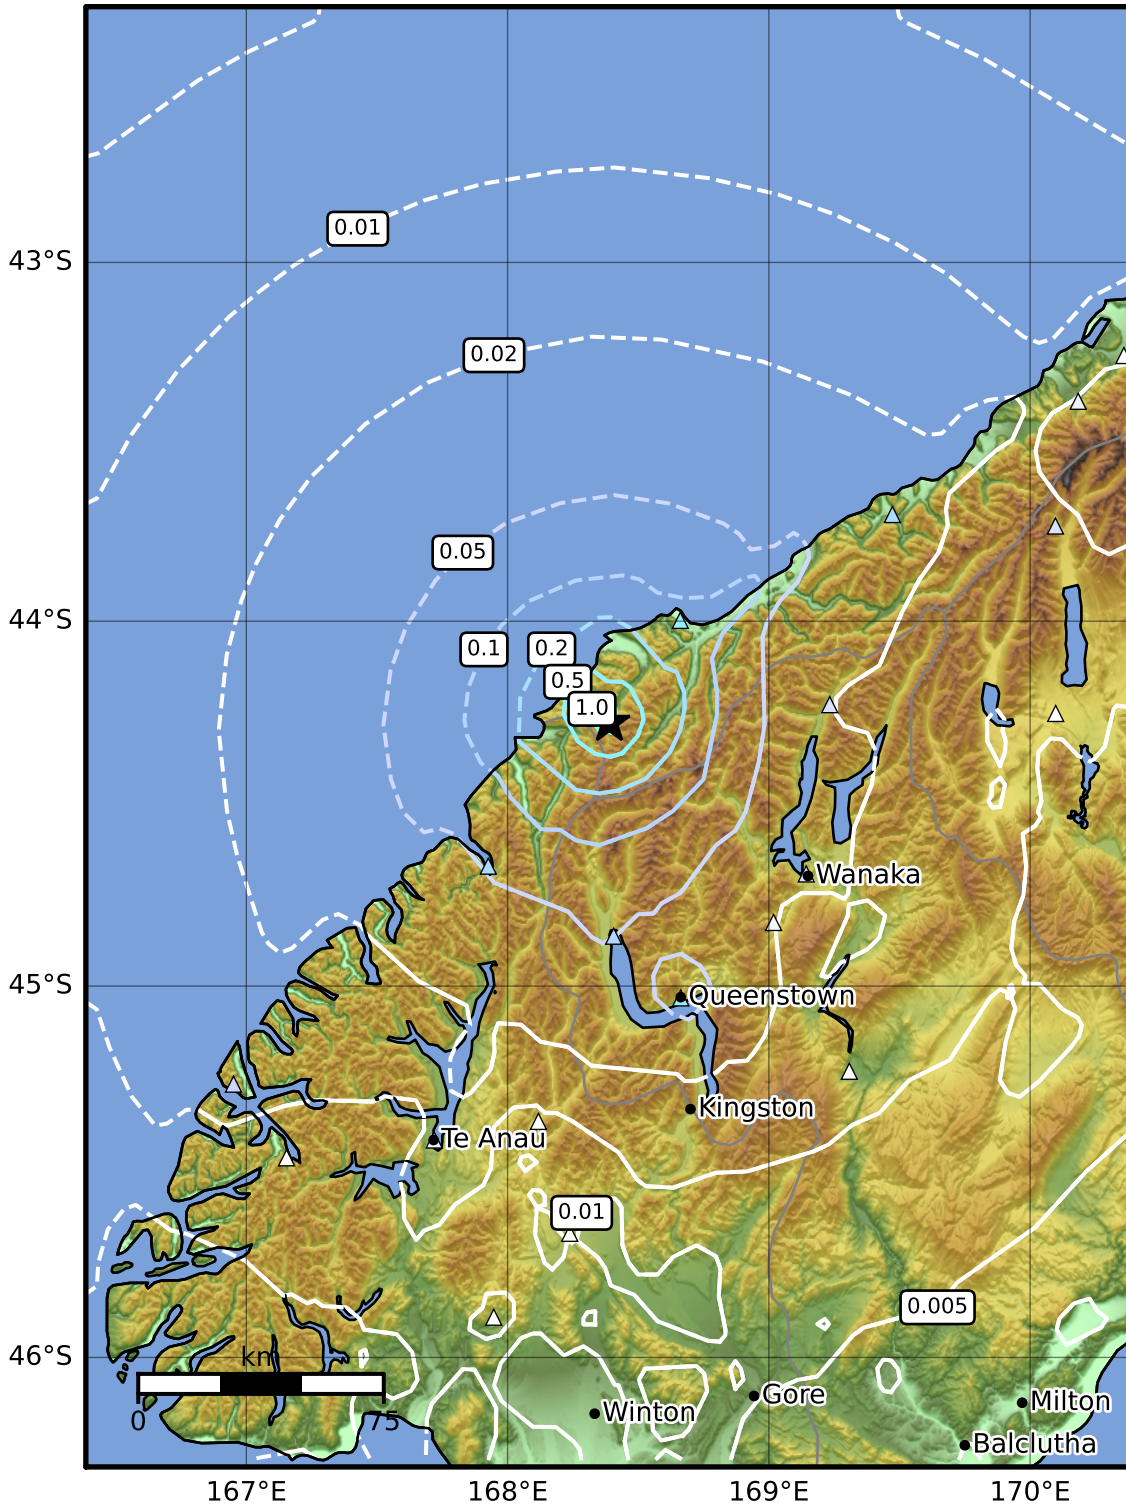 0.01
43°S
0.02
0.05
44°S
0.1
0.2
0.5
1.0
Wanaka
45°S
Queenstown
Kingston
Te Anau
0.01
0.005
46°S
km
0
75
Gore
Winton
Milton
Balclutha
167°E
168°E
169°E
170°E